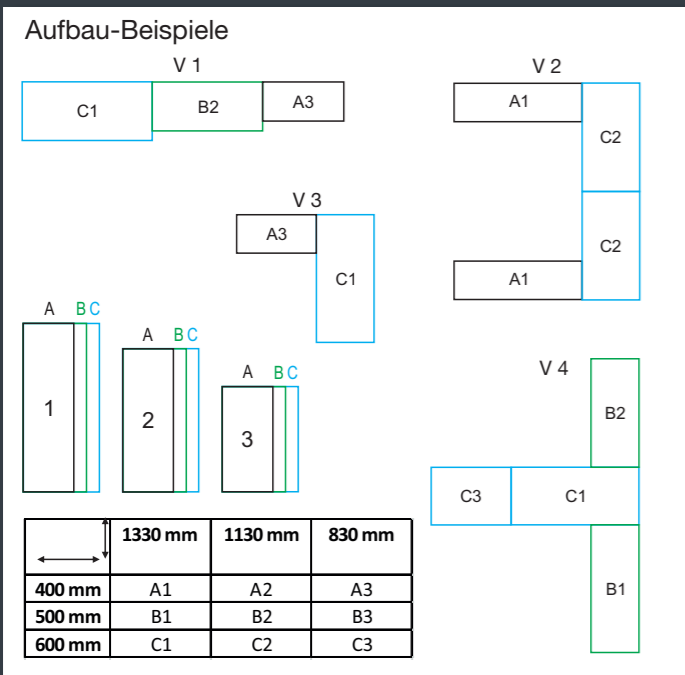 Aufbau-Beispiele
V 1
C1 B2 A3
V 2
A1
C2
C2
A1
V 3
A3
C1
A B C
1
A B C
2
A B C
3
V 4
B2
C3 C1
B1
1330 mm 1130 mm 830 mm
400 mm A1 A2 A3
500 mm B1 B2 B3
600 mm C1 C2 C3